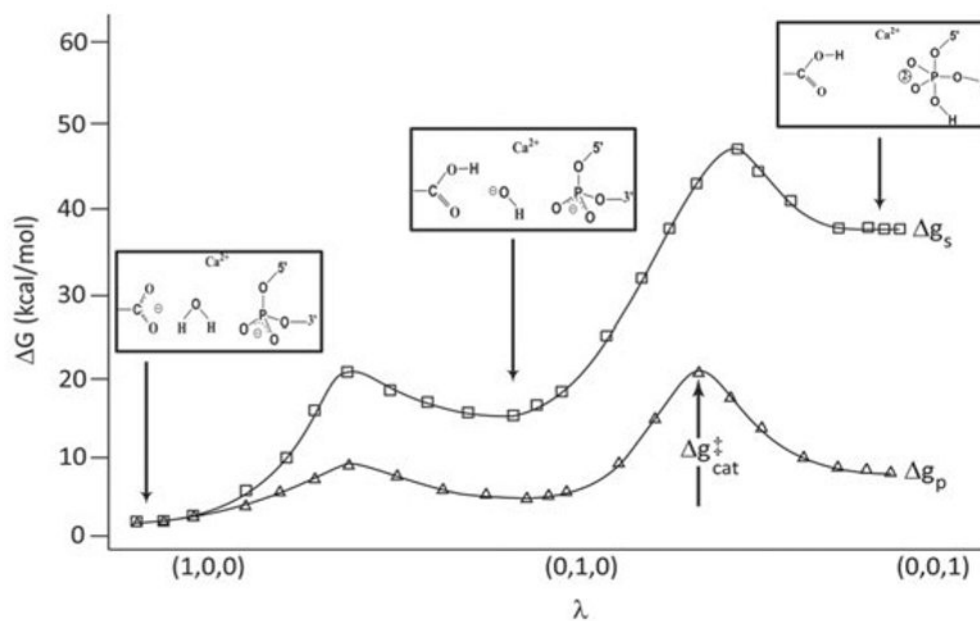 60
50
40
30
20
10
0
ΔG (kcal/mol)
Ca²⁺
O
C
⊖
O
O
H H
5'
O
P
O 3'
⊖
O O
Ca²⁺
O-H
C
O
⊖O
H
5'
O
P
O 3'
O ⊖ O
Ca²⁺
O-H
C
O
5'
O
O
P-O
2-
O
O
H
Δgₛ
Δg‡cat
Δgₚ
(1,0,0) (0,1,0) (0,0,1)
λ